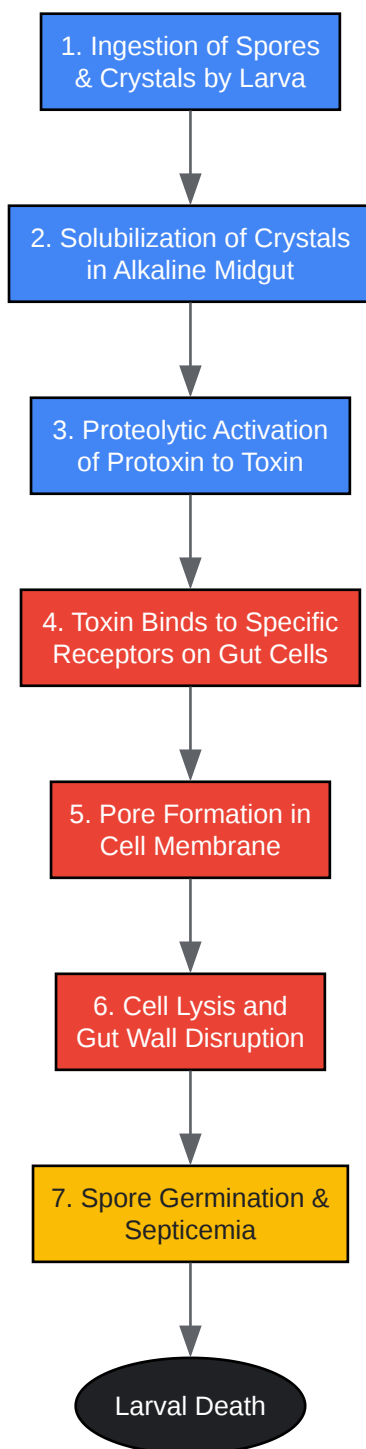 1. Ingestion of Spores
& Crystals by Larva
2. Solubilization of Crystals
in Alkaline Midgut
3. Proteolytic Activation
of Protoxin to Toxin
4. Toxin Binds to Specific
Receptors on Gut Cells
5. Pore Formation in
Cell Membrane
6. Cell Lysis and
Gut Wall Disruption
7. Spore Germination &
Septicemia
Larval Death